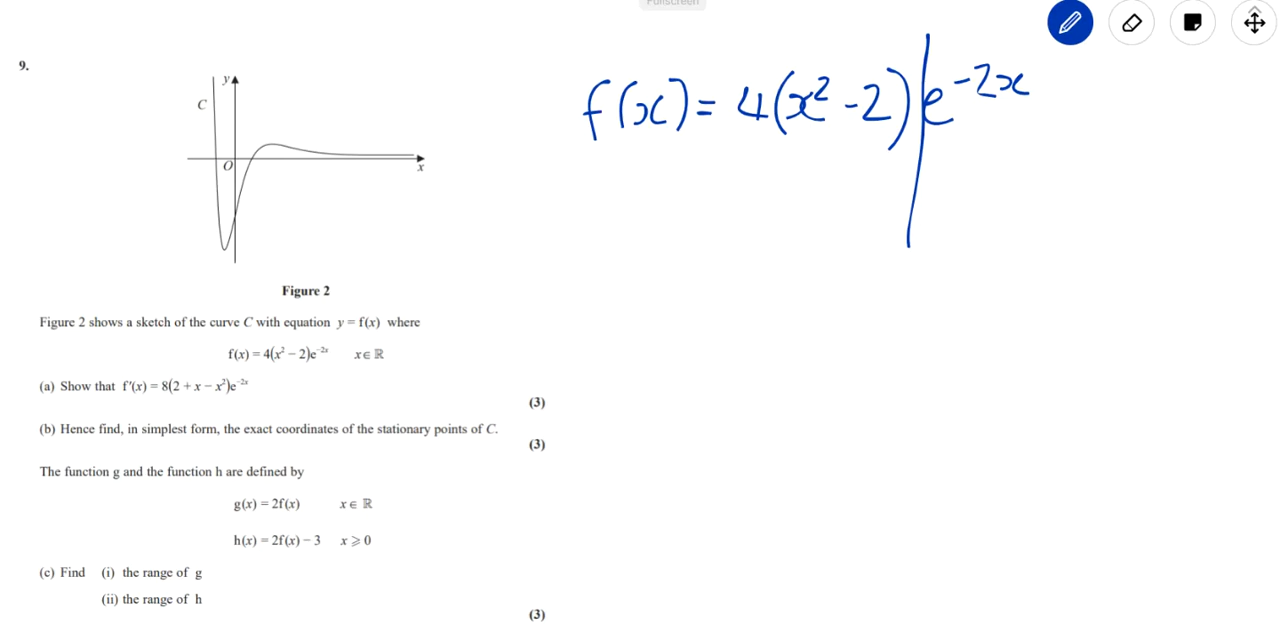 Fullscreen
9.
f(x) = 4(x² - 2)|e⁻²ˣ
y
C
O
x
Figure 2
Figure 2 shows a sketch of the curve C with equation y = f(x) where
f(x) = 4(x² – 2)e⁻²ˣ x ∈ ℝ
(a) Show that f′(x) = 8(2 + x – x²)e⁻²ˣ
(3)
(b) Hence find, in simplest form, the exact coordinates of the stationary points of C.
(3)
The function g and the function h are defined by
g(x) = 2f(x) x ∈ ℝ
h(x) = 2f(x) – 3 x ⩾ 0
(c) Find (i) the range of g
(ii) the range of h
(3)